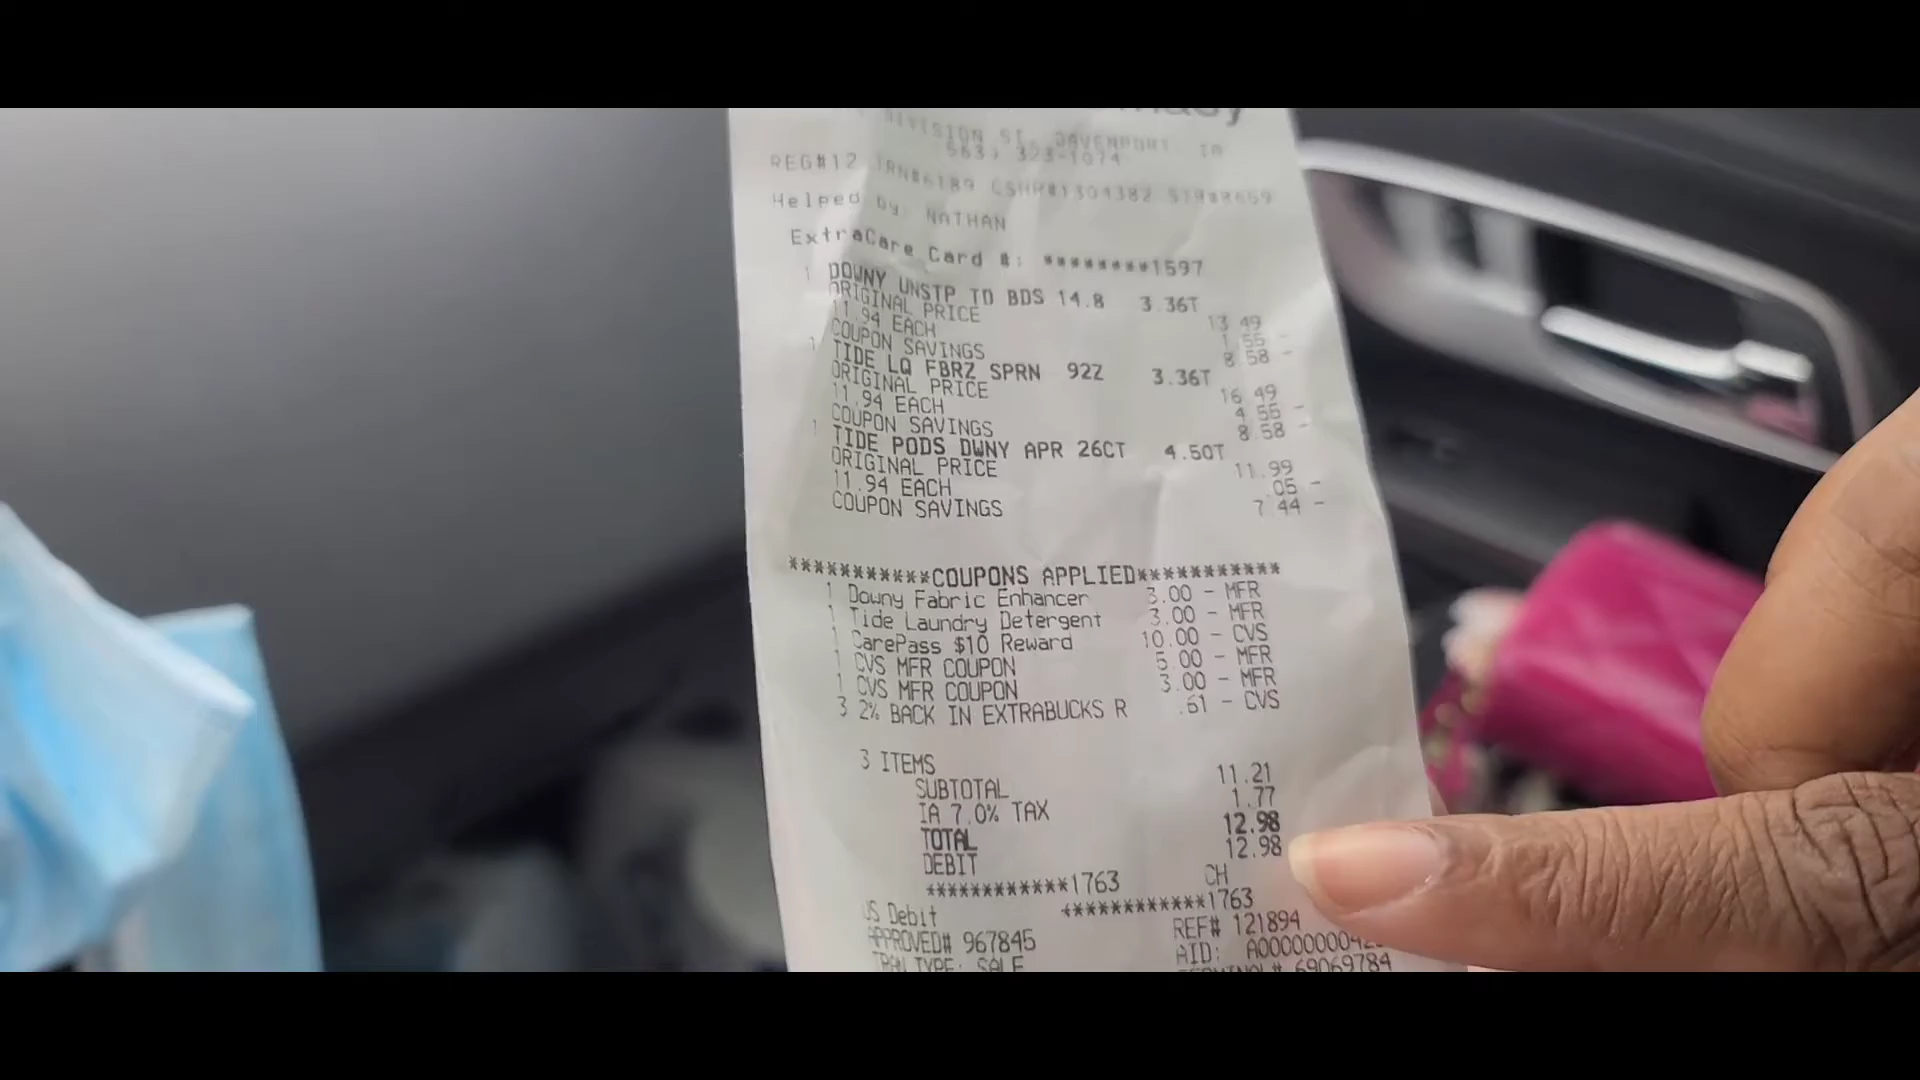 DIVISION ST, DAVENPORT, IA
563) 323-1074
REG#12 TRN#6189 CSHR#1304382 STR#8659
Helped by: NATHAN
ExtraCare Card #: ********1597
1 DOWNY UNSTP TD BDS 14.8 3.36T
ORIGINAL PRICE 13.49
11.94 EACH 1.55 -
COUPON SAVINGS 8.58 -
1 TIDE LQ FBRZ SPRN 92Z 3.36T
ORIGINAL PRICE 16.49
11.94 EACH 4.55 -
COUPON SAVINGS 8.58 -
1 TIDE PODS DWNY APR 26CT 4.50T
ORIGINAL PRICE 11.99
11.94 EACH .05 -
COUPON SAVINGS 7.44 -
***********COUPONS APPLIED***********
1 Downy Fabric Enhancer 3.00 - MFR
1 Tide Laundry Detergent 3.00 - MFR
1 CarePass $10 Reward 10.00 - CVS
1 CVS MFR COUPON 5.00 - MFR
1 CVS MFR COUPON 3.00 - MFR
3 2% BACK IN EXTRABUCKS R .61 - CVS
3 ITEMS
SUBTOTAL 11.21
IA 7.0% TAX 1.77
TOTAL 12.98
DEBIT 12.98
************1763 CH
US Debit ************1763
APPROVED# 967845 REF# 121894
TRAN TYPE: SALE AID:
TERMINAL# 69069784